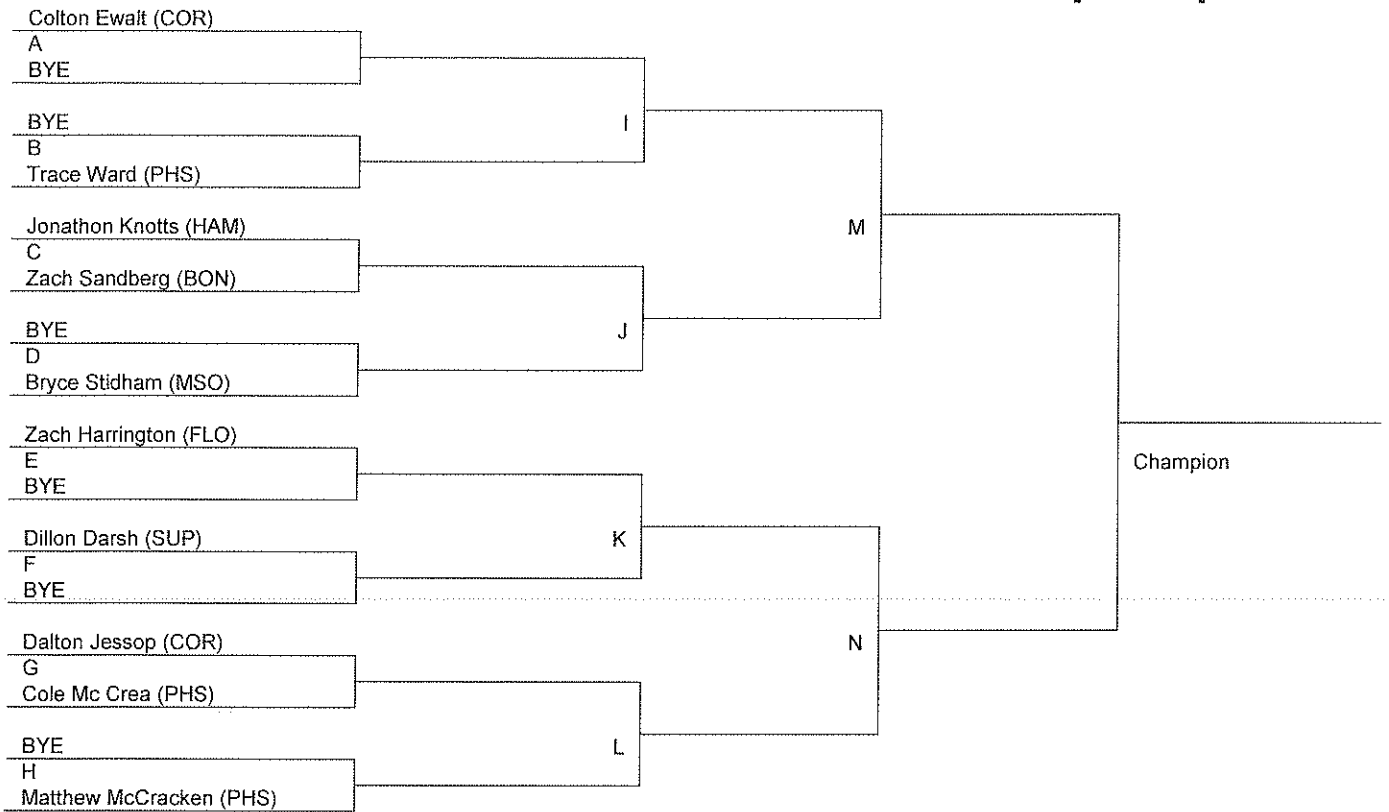 Colton Ewalt (COR)
A
BYE
BYE
I
B
Trace Ward (PHS)
Jonathon Knotts (HAM)
M
C
Zach Sandberg (BON)
BYE
J
D
Bryce Stidham (MSO)
Zach Harrington (FLO)
E
Champion
BYE
Dillon Darsh (SUP)
K
F
BYE
Dalton Jessop (COR)
N
G
Cole Mc Crea (PHS)
BYE
L
H
Matthew McCracken (PHS)